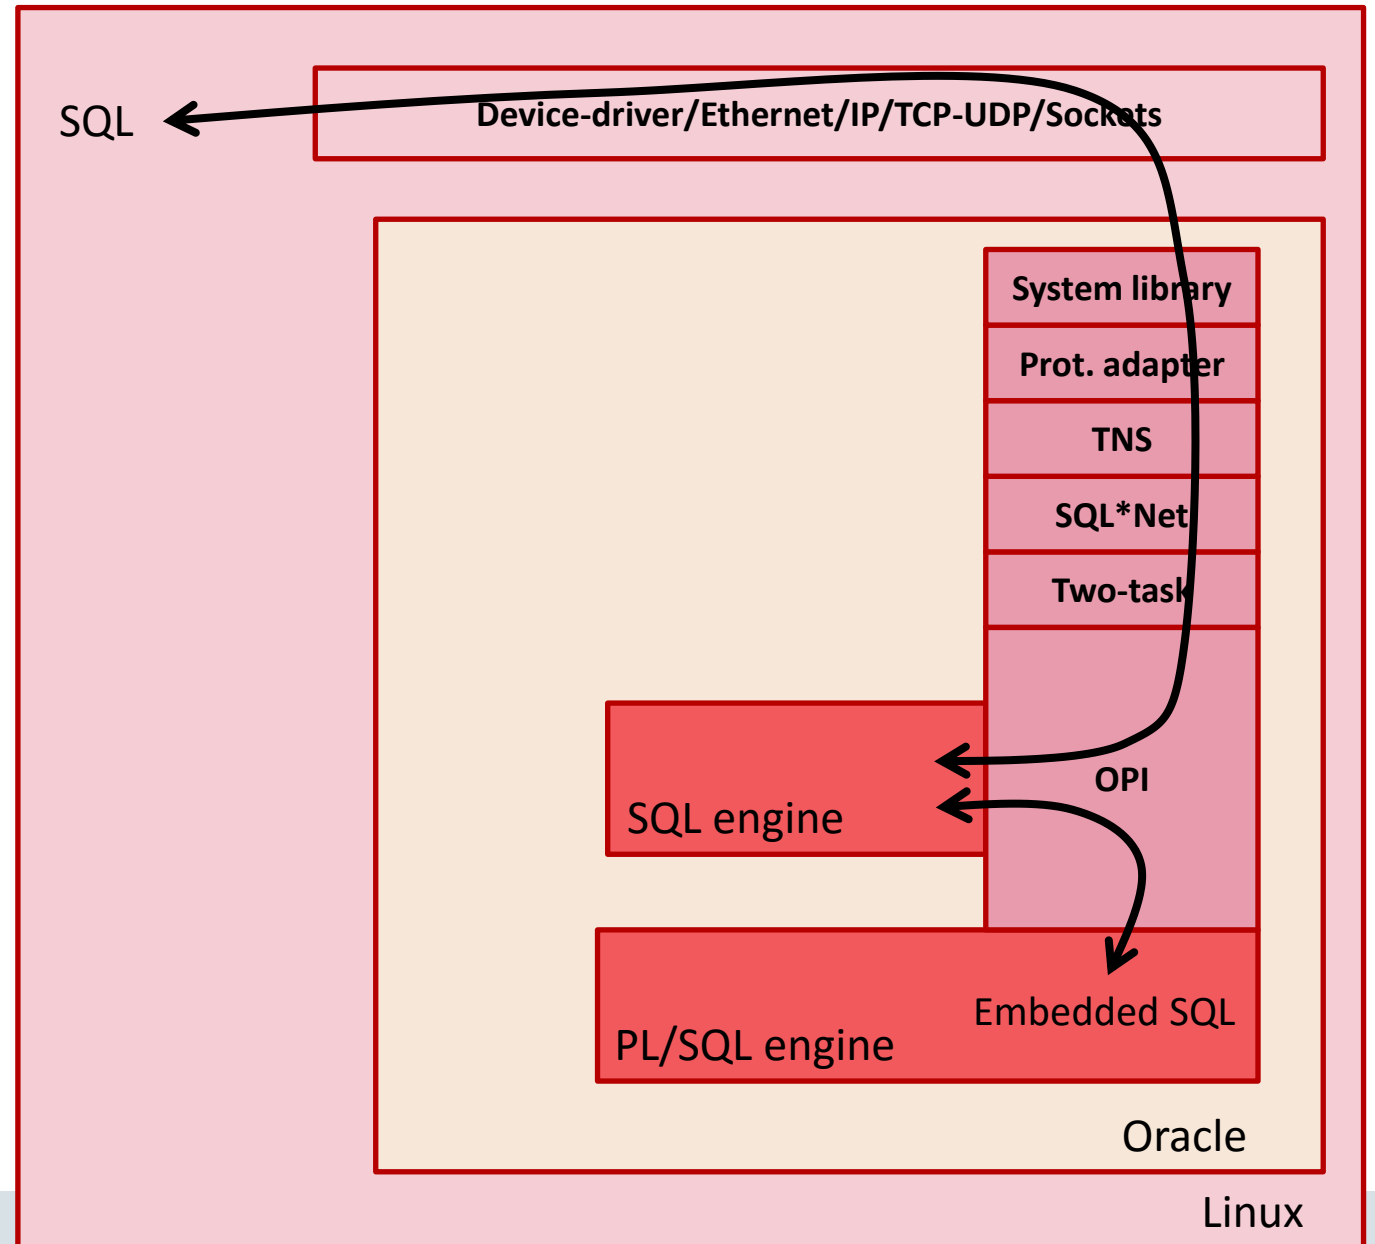 SQL
Device-driver/Ethernet/IP/TCP-UDP/Sockets
System library
Prot. adapter
TNS
SQL*Net
Two-task
OPI
SQL engine
Embedded SQL
PL/SQL engine
Oracle
Linux